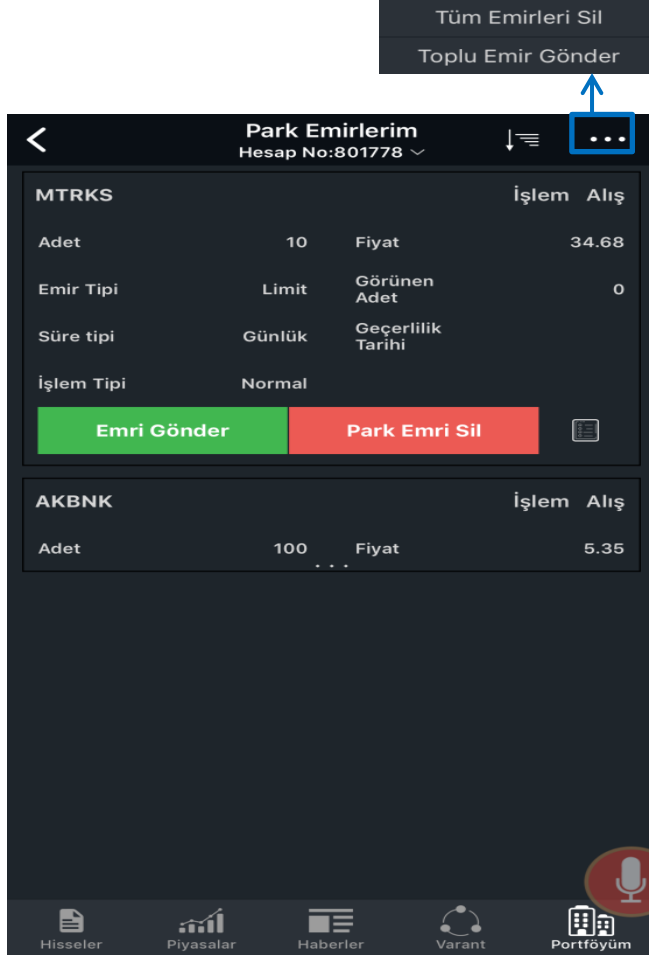 Tüm Emirleri Sil
Toplu Emir Gönder
Park Emirlerim
Hesap No:801778
MTRKS İşlem Alış
Adet 10 Fiyat 34.68
Emir Tipi Limit Görünen Adet 0
Süre tipi Günlük Geçerlilik Tarihi
İşlem Tipi Normal
Emri Gönder Park Emri Sil
AKBNK İşlem Alış
Adet 100 Fiyat 5.35
Hisseler Piyasalar Haberler Varant Portföyüm